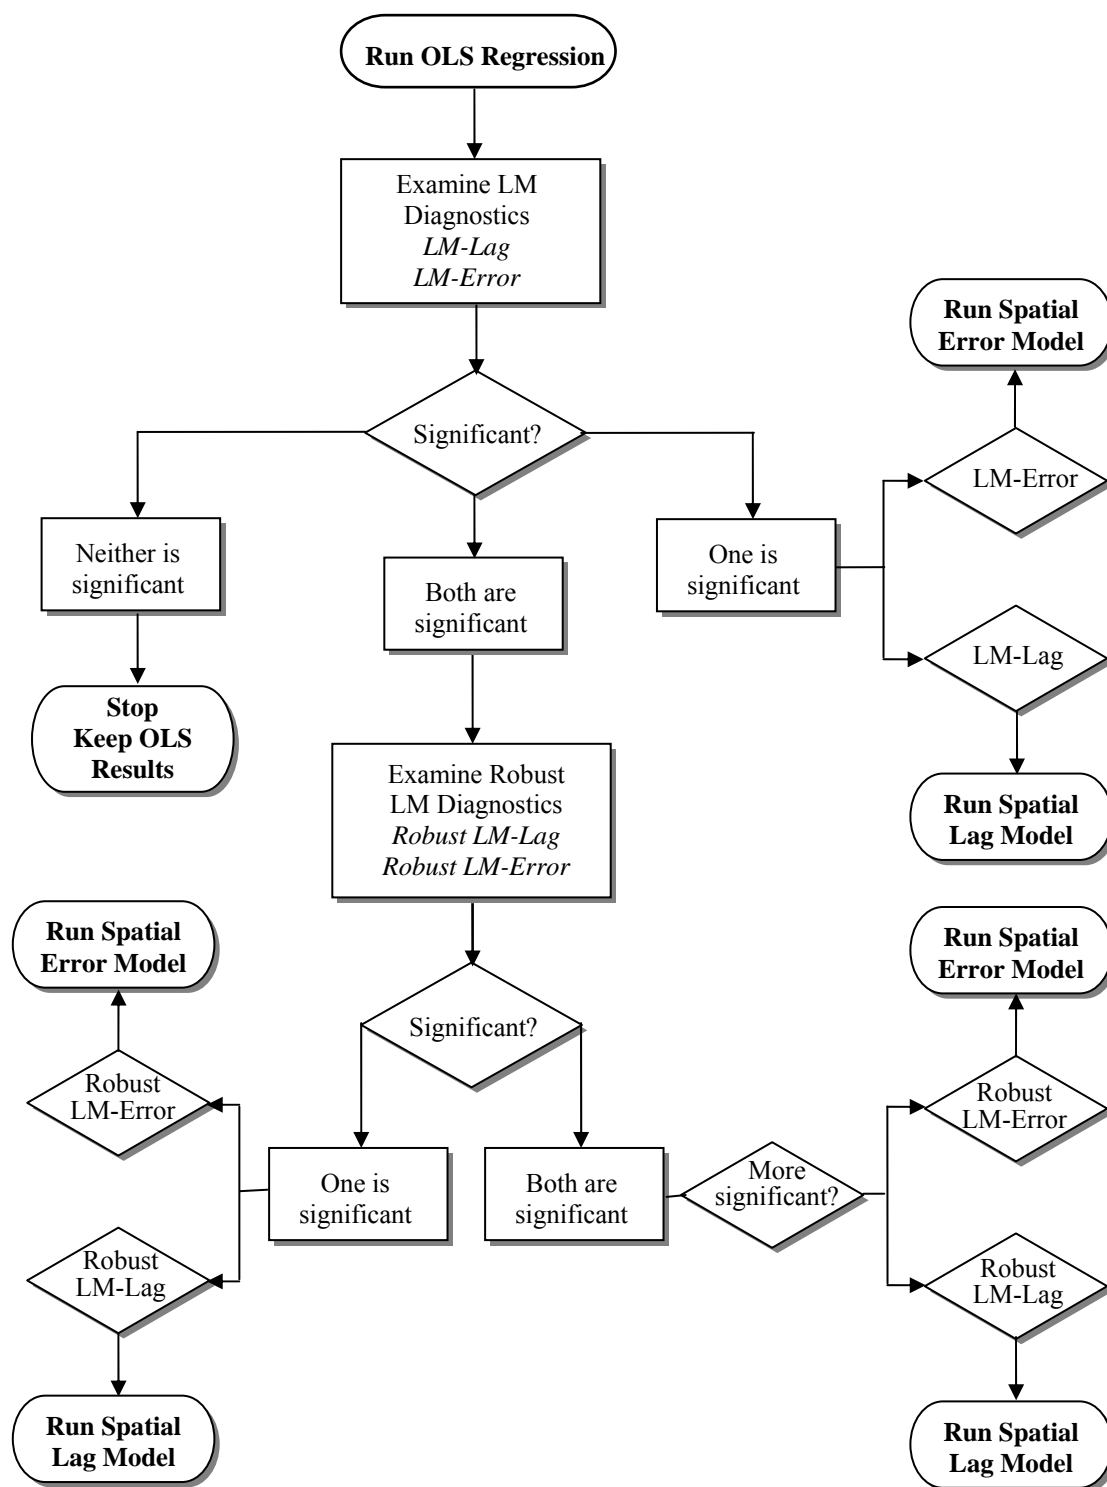 Run OLS Regression
Examine LM
Diagnostics
LM-Lag
LM-Error
Run Spatial
Error Model
Significant?
LM-Error
Neither is
significant
Both are
significant
One is
significant
LM-Lag
Stop
Keep OLS
Results
Run Spatial
Lag Model
Examine Robust
LM Diagnostics
Robust LM-Lag
Robust LM-Error
Run Spatial
Error Model
Run Spatial
Error Model
Significant?
Robust
LM-Error
Robust
LM-Error
One is
significant
Both are
significant
More
significant?
Robust
LM-Lag
Robust
LM-Lag
Run Spatial
Lag Model
Run Spatial
Lag Model